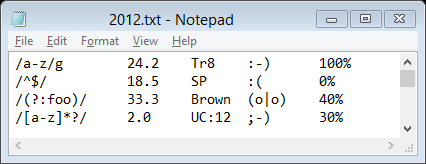 2012.txt - Notepad
File Edit Format View Help
/a-z/g 24.2 Tr8 :-) 100%
/^$/ 18.5 SP :( 0%
/(?:foo)/ 33.3 Brown (o|o) 40%
/[a-z]*?/ 2.0 UC:12 ;-) 30%